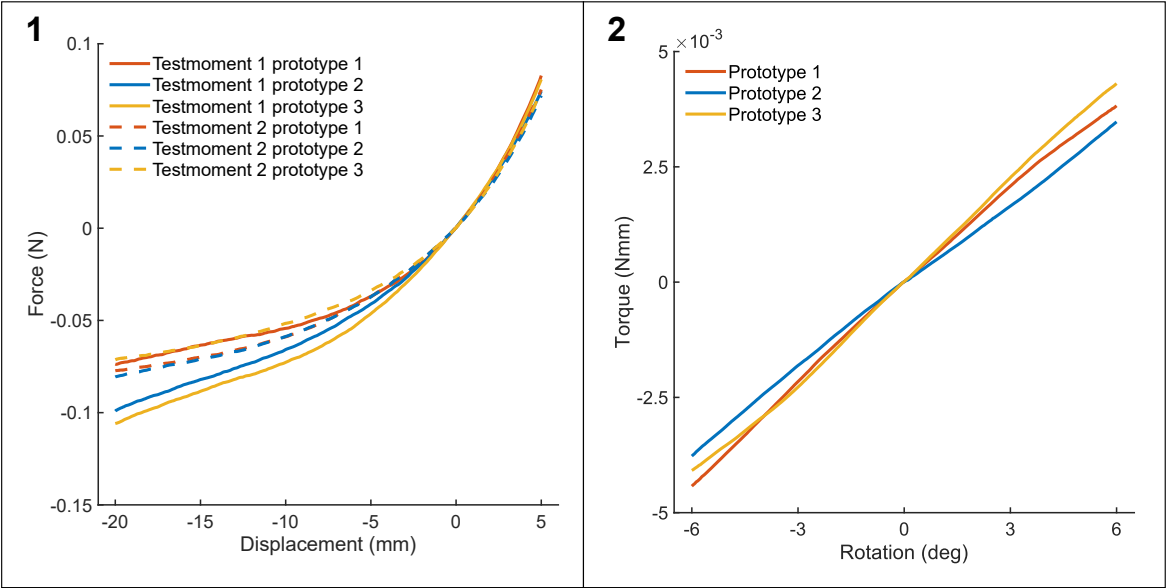 1
0.1
0.05
0
-0.05
-0.1
-0.15
Force (N)
Testmoment 1 prototype 1
Testmoment 1 prototype 2
Testmoment 1 prototype 3
Testmoment 2 prototype 1
Testmoment 2 prototype 2
Testmoment 2 prototype 3
-20 -15 -10 -5 0 5
Displacement (mm)
2
×10⁻³
5
2.5
0
-2.5
-5
Torque (Nmm)
Prototype 1
Prototype 2
Prototype 3
-6 -3 0 3 6
Rotation (deg)